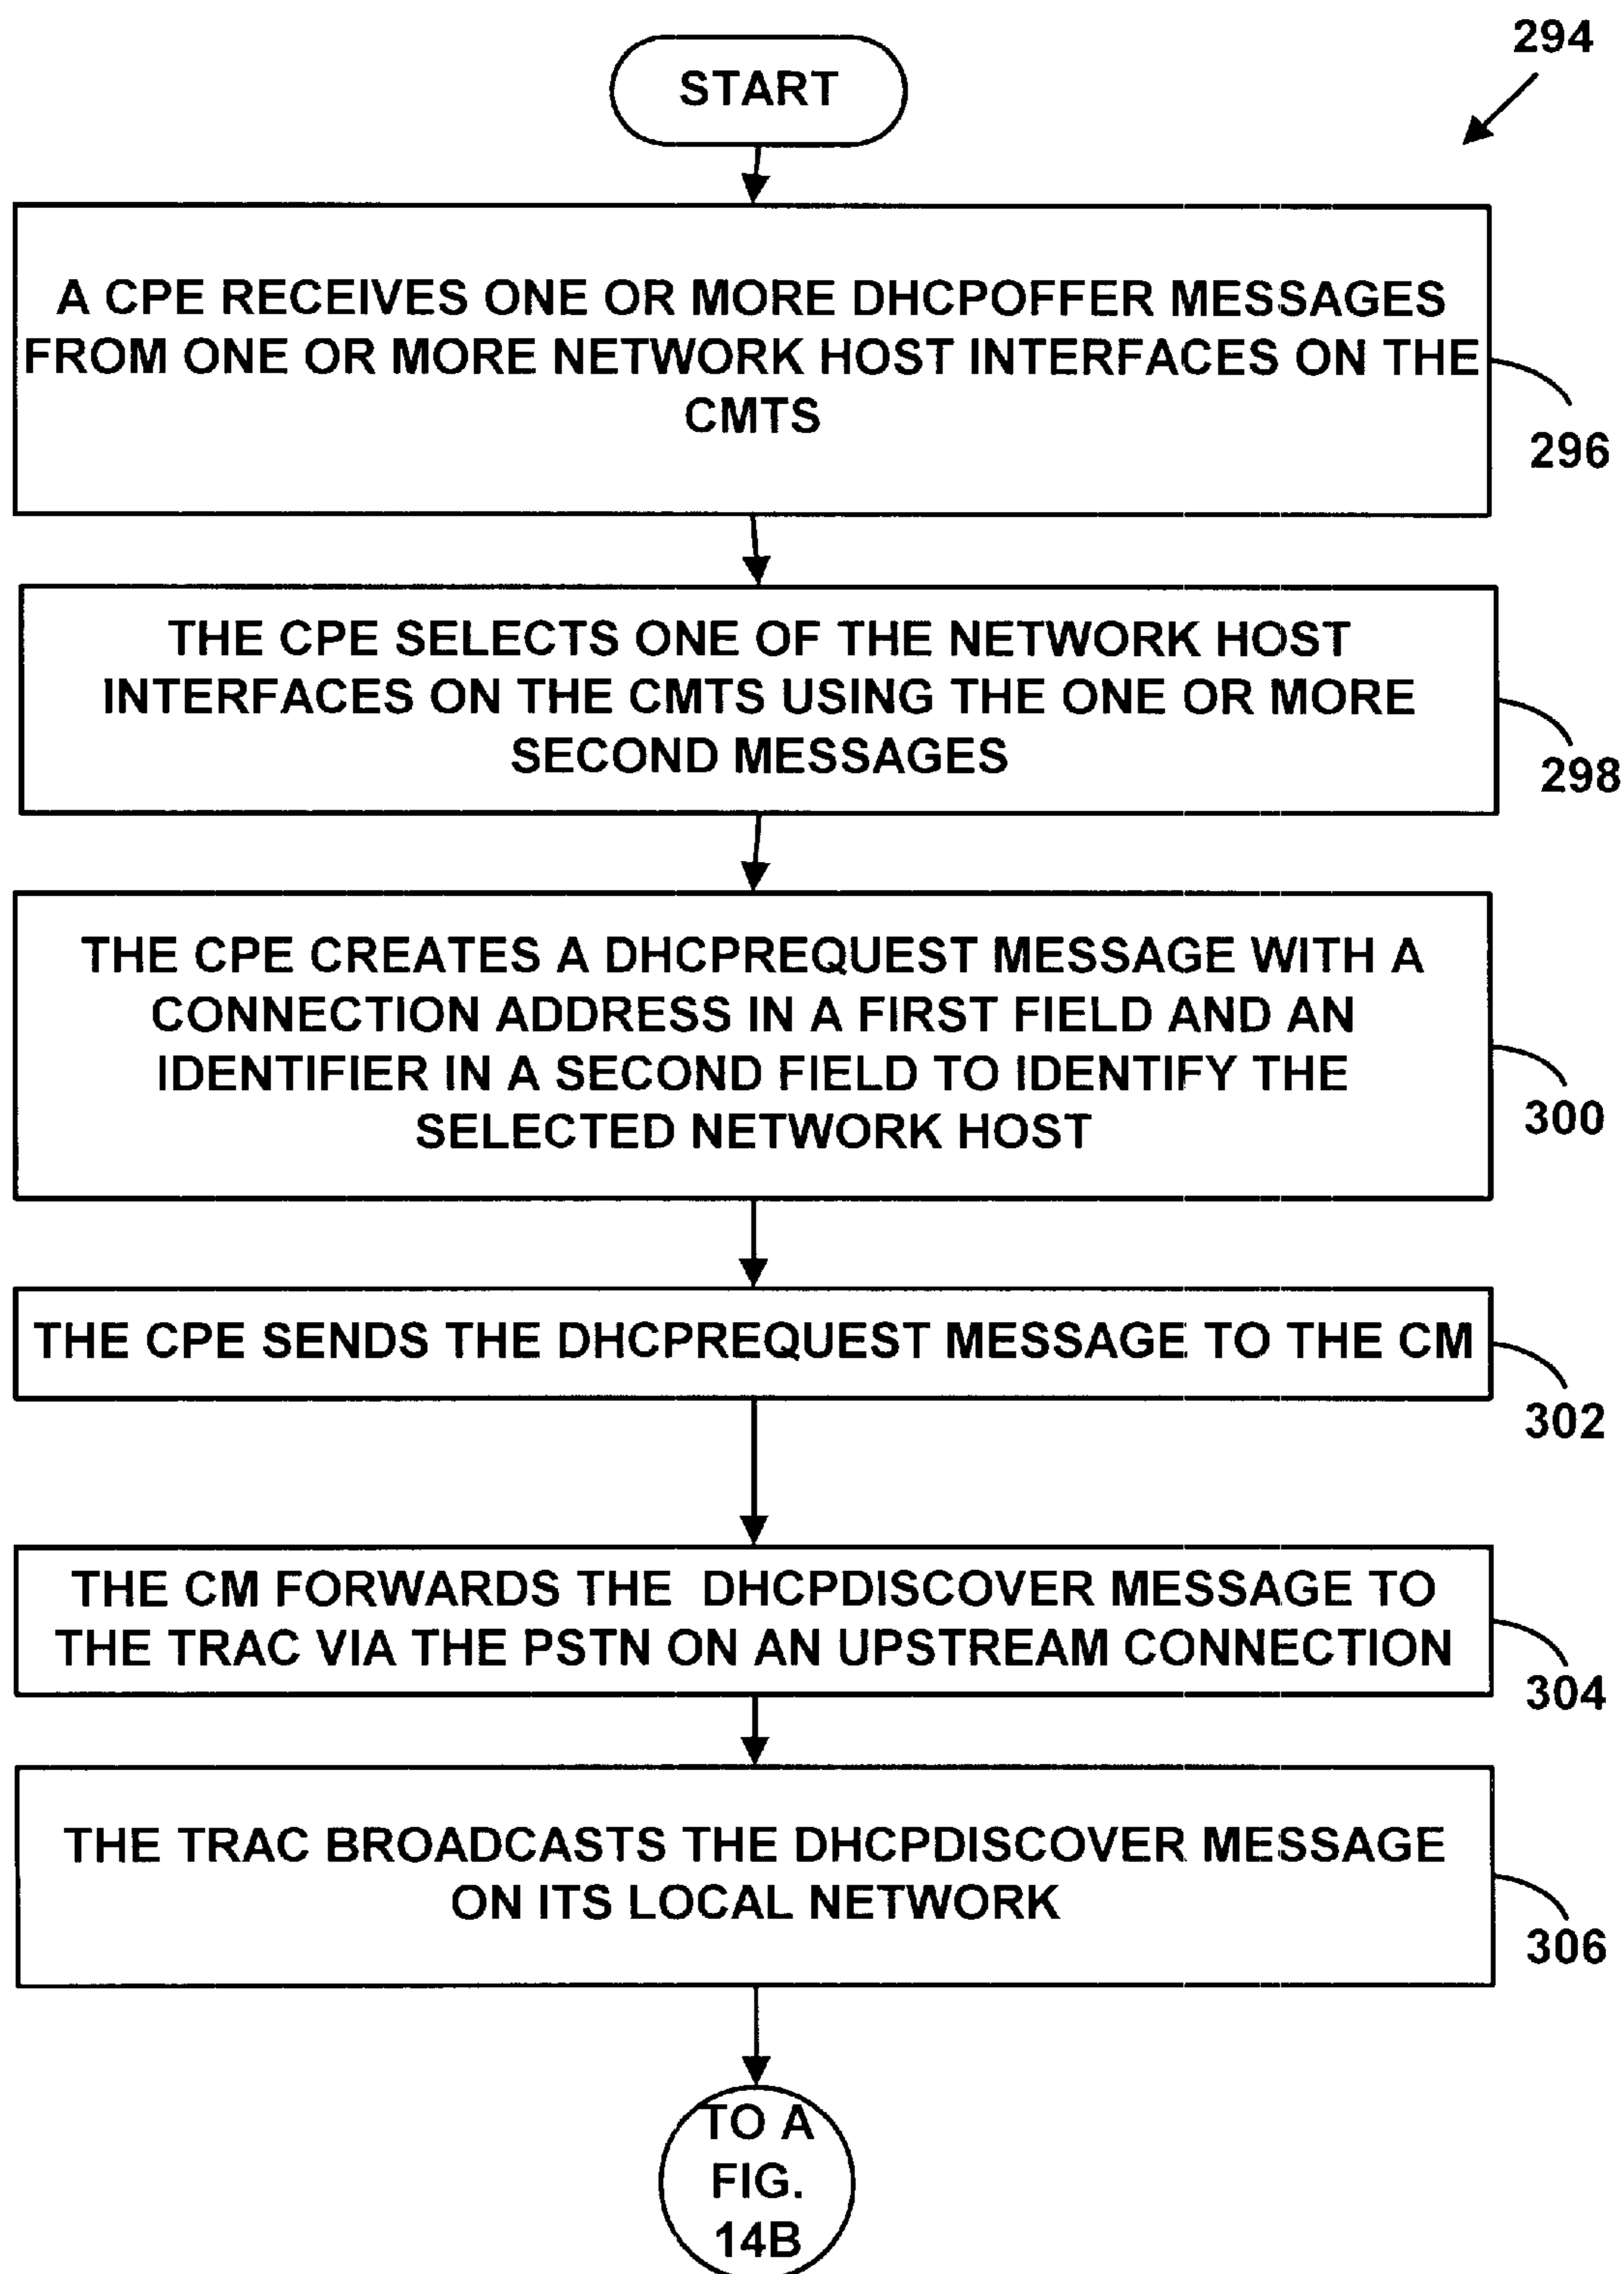 294
START
A CPE RECEIVES ONE OR MORE DHCPOFFER MESSAGES
FROM ONE OR MORE NETWORK HOST INTERFACES ON THE
CMTS
296
THE CPE SELECTS ONE OF THE NETWORK HOST
INTERFACES ON THE CMTS USING THE ONE OR MORE
SECOND MESSAGES
298
THE CPE CREATES A DHCPREQUEST MESSAGE WITH A
CONNECTION ADDRESS IN A FIRST FIELD AND AN
IDENTIFIER IN A SECOND FIELD TO IDENTIFY THE
SELECTED NETWORK HOST
300
THE CPE SENDS THE DHCPREQUEST MESSAGE TO THE CM
302
THE CM FORWARDS THE DHCPDISCOVER MESSAGE TO
THE TRAC VIA THE PSTN ON AN UPSTREAM CONNECTION
304
THE TRAC BROADCASTS THE DHCPDISCOVER MESSAGE
ON ITS LOCAL NETWORK
306
TO A
FIG.
14B